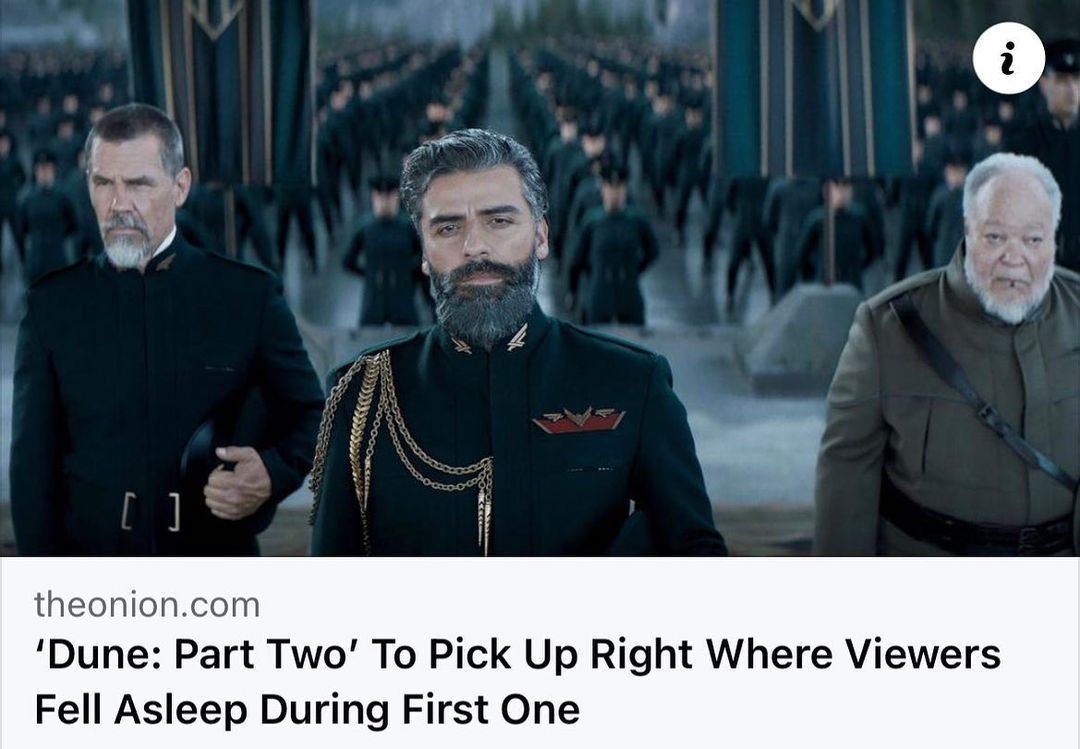 theonion.com
‘Dune: Part Two’ To Pick Up Right Where Viewers
Fell Asleep During First One